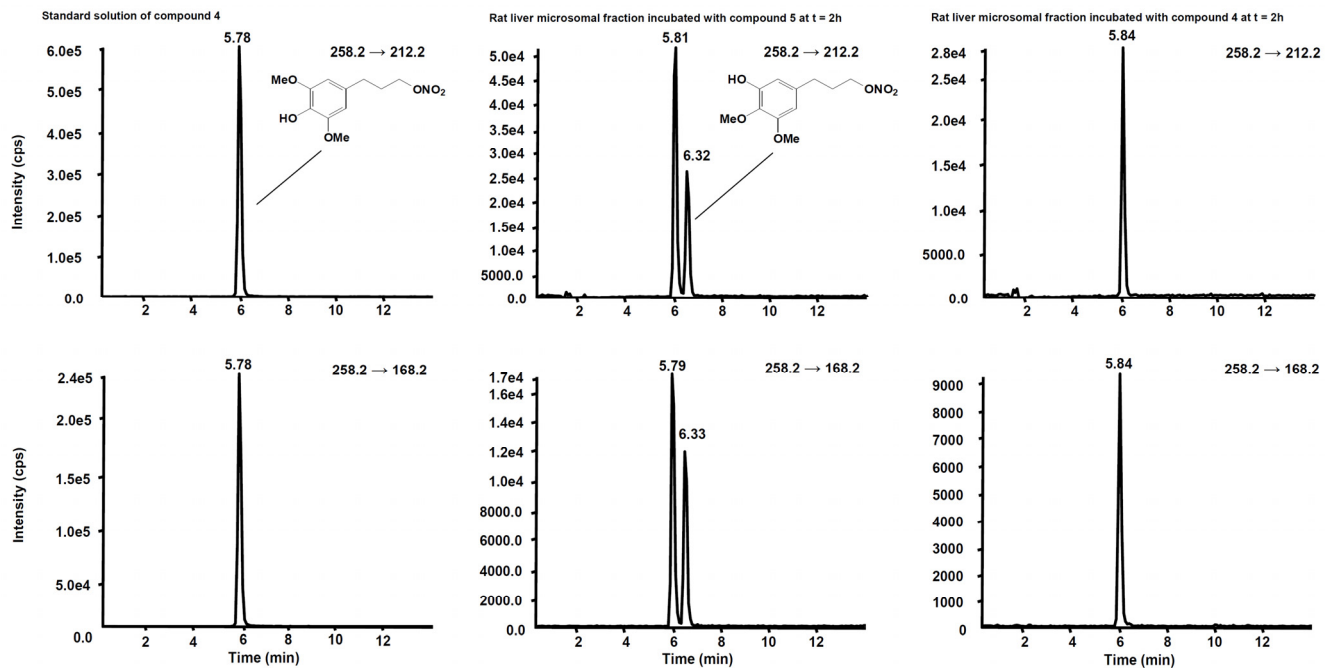 Standard solution of compound 4
5.78
258.2 → 212.2
6.0e5
5.0e5
4.0e5
3.0e5
2.0e5
1.0e5
0.0
MeO
HO
OMe
ONO2
Intensity (cps)
2 4 6 8 10 12
Rat liver microsomal fraction incubated with compound 5 at t = 2h
5.81
258.2 → 212.2
6.32
5.0e4
4.5e4
4.0e4
3.5e4
3.0e4
2.5e4
2.0e4
1.5e4
1.0e4
5000.0
0.0
HO
MeO
OMe
ONO2
2 4 6 8 10 12
Rat liver microsomal fraction incubated with compound 4 at t = 2h
5.84
258.2 → 212.2
2.8e4
2.5e4
2.0e4
1.5e4
1.0e4
5000.0
0.0
2 4 6 8 10 12
5.78
258.2 → 168.2
2.4e5
2.0e5
1.5e5
1.0e5
5.0e4
0.0
Intensity (cps)
2 4 6 8 10 12
Time (min)
5.79
258.2 → 168.2
6.33
1.7e4
1.6e4
1.4e4
1.2e4
1.0e4
8000.0
6000.0
4000.0
2000.0
0.0
2 4 6 8 10 12
Time (min)
5.84
258.2 → 168.2
9000
8000
7000
6000
5000
4000
3000
2000
1000
0
2 4 6 8 10 12
Time (min)